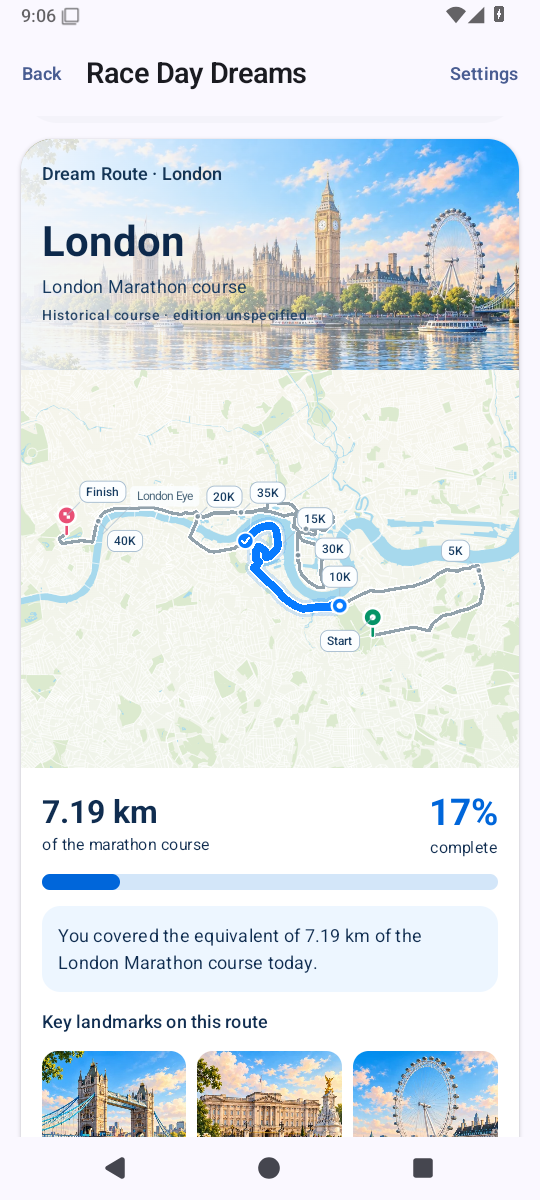 9:06
Back
Race Day Dreams
Settings
Dream Route · London
London
London Marathon course
Historical course · edition unspecified
Finish
London Eye
20K
35K
15K
40K
30K
5K
10K
Start
7.19 km
17%
of the marathon course
complete
You covered the equivalent of 7.19 km of the
London Marathon course today.
Key landmarks on this route